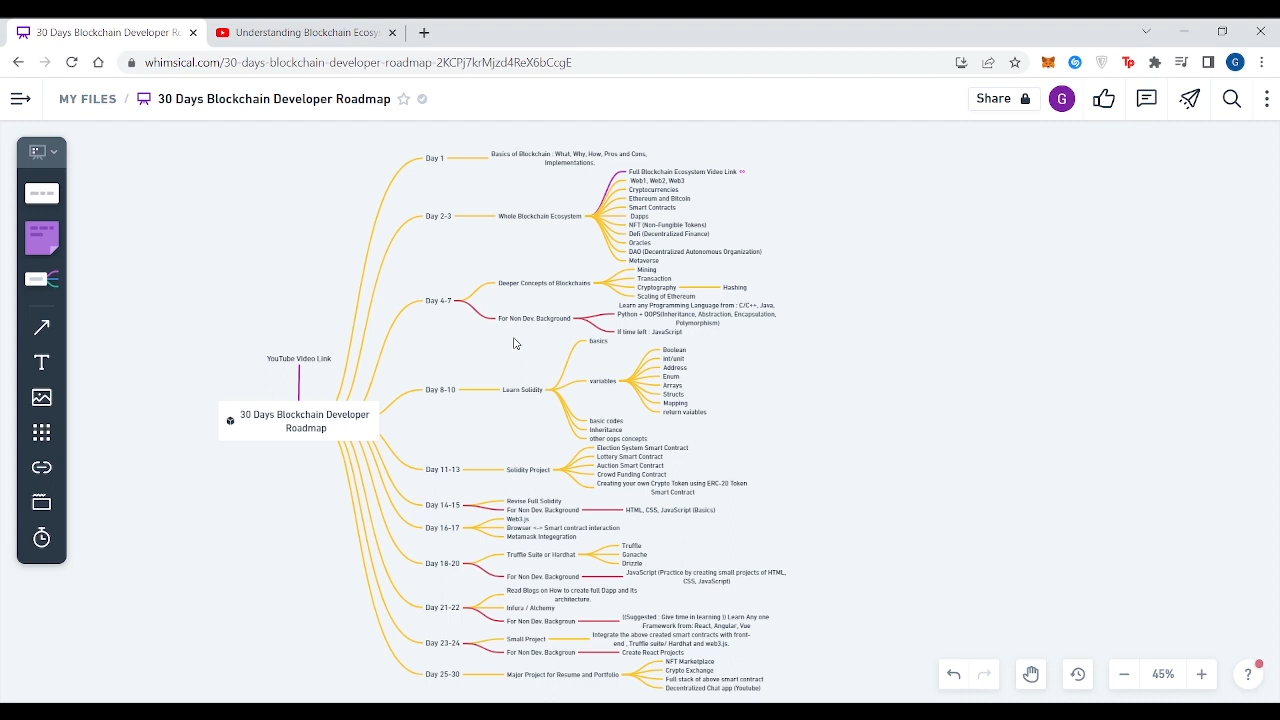 30 Days Blockchain Developer Ro
Understanding Blockchain Ecosys
whimsical.com/30-days-blockchain-developer-roadmap-2KCPj7krMjzd4ReX6bCcgE
Tp
G
MY FILES / 30 Days Blockchain Developer Roadmap
Share
G
YouTube Video Link
30 Days Blockchain Developer
Roadmap
Day 1
Basics of Blockchain : What, Why, How, Pros and Cons,
Implementations.
Day 2-3
Whole Blockchain Ecosystem
Full Blockchain Ecosystem Video Link
Web1, Web2, Web3
Cryptocurrencies
Ethereum and Bitcoin
Smart Contracts
Dapps
NFT (Non-Fungible Tokens)
Defi (Decentralized Finance)
Oracles
DAO (Decentralized Autonomous Organization)
Metaverse
Day 4-7
Deeper Concepts of Blockchains
Mining
Transaction
Cryptography
Hashing
Scaling of Ethereum
For Non Dev. Background
Learn any Programming Language from : C/C++, Java,
Python + OOPS(Inheritance, Abstraction, Encapsulation,
Polymorphism)
If time left : JavaScript
Day 8-10
Learn Solidity
basics
variables
Boolean
Int/unit
Address
Enum
Arrays
Structs
Mapping
return vaiables
basic codes
Inheritance
other oops concepts
Day 11-13
Solidity Project
Election System Smart Contract
Lottery Smart Contract
Auction Smart Contract
Crowd Funding Contract
Creating your own Crypto Token using ERC-20 Token
Smart Contract
Day 14-15
Revise Full Solidity
For Non Dev. Background
HTML, CSS, JavaScript (Basics)
Day 16-17
Web3.js
Browser <-> Smart contract interaction
Metamask Integegration
Day 18-20
Truffle Suite or Hardhat
Truffle
Ganache
Drizzle
For Non Dev. Background
JavaScript (Practice by creating small projects of HTML,
CSS, JavaScript)
Day 21-22
Read Blogs on How to create full Dapp and Its
architecture.
Infura / Alchemy
For Non Dev. Backgroun
((Suggested : Give time in learning )) Learn Any one
Framework from: React, Angular, Vue
Day 23-24
Small Project
Integrate the above created smart contracts with front-
end , Truffle suite/ Hardhat and web3.js.
For Non Dev. Backgroun
Create React Projects
Day 25-30
Major Project for Resume and Portfolio
NFT Marketplace
Crypto Exchange
Full stack of above smart contract
Decentralized Chat app (Youtube)
45%
?